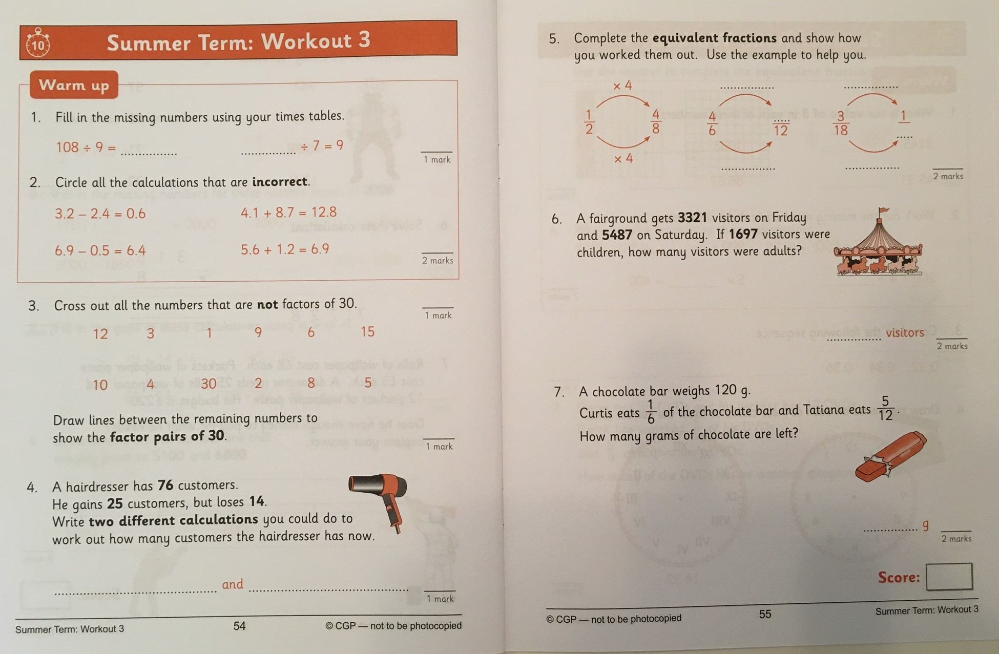 10
Summer Term: Workout 3
Warm up
1. Fill in the missing numbers using your times tables.
108 ÷ 9 = .............. .............. ÷ 7 = 9
1 mark
2. Circle all the calculations that are incorrect.
3.2 – 2.4 = 0.6 4.1 + 8.7 = 12.8
6.9 – 0.5 = 6.4 5.6 + 1.2 = 6.9
2 marks
3. Cross out all the numbers that are not factors of 30.
1 mark
12 3 1 9 6 15
10 4 30 2 8 5
Draw lines between the remaining numbers to
show the factor pairs of 30.
1 mark
4. A hairdresser has 76 customers.
He gains 25 customers, but loses 14.
Write two different calculations you could do to
work out how many customers the hairdresser has now.
.......................................... and ..........................................
1 mark
Summer Term: Workout 3 54 © CGP — not to be photocopied
5. Complete the equivalent fractions and show how
you worked them out. Use the example to help you.
× 4 .............. ..............
1/2 4/8 4/6 ...../12 3/18 1/.....
× 4 .............. ..............
2 marks
6. A fairground gets 3321 visitors on Friday
and 5487 on Saturday. If 1697 visitors were
children, how many visitors were adults?
.............. visitors
2 marks
7. A chocolate bar weighs 120 g.
Curtis eats 1/6 of the chocolate bar and Tatiana eats 5/12.
How many grams of chocolate are left?
.............. g
2 marks
Score:
© CGP — not to be photocopied 55 Summer Term: Workout 3